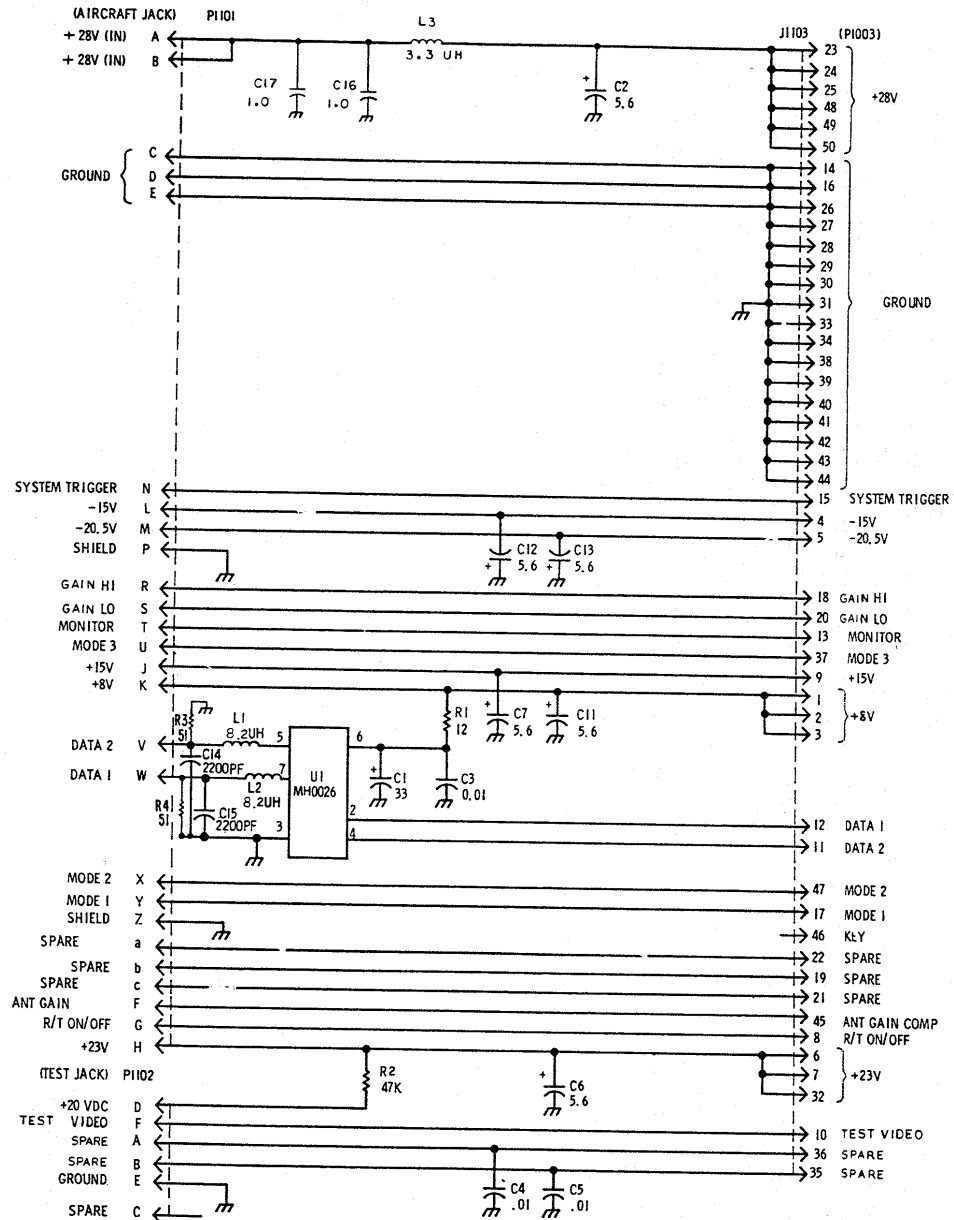 (AIRCRAFT JACK) P1101
+ 28V (IN) A
+ 28V (IN) B
L3
3.3 UH
C17
1.0
C16
1.0
+
C2
5.6
J1103 (P1003)
23
24
25
48
49
50
+28V
GROUND
C
D
E
14
16
26
27
28
29
30
31
33
34
38
39
40
41
42
43
44
GROUND
SYSTEM TRIGGER N
15 SYSTEM TRIGGER
-15V L
4 -15V
-20.5V M
5 -20.5V
SHIELD P
+
C12
5.6
+
C13
5.6
GAIN HI R
18 GAIN HI
GAIN LO S
20 GAIN LO
MONITOR T
13 MONITOR
MODE 3 U
37 MODE 3
+15V J
9 +15V
+8V K
1
2
3
+8V
R1
12
+
C7
5.6
+
C11
5.6
R3
51
L1
8.2UH
5
6
DATA 2 V
C14
2200PF
DATA 1 W
L2
8.2UH
7
U1
MH0026
+
C1
33
C3
0.01
R4
51
C15
2200PF
3
2
4
12 DATA 1
11 DATA 2
MODE 2 X
47 MODE 2
MODE 1 Y
17 MODE 1
SHIELD Z
46 KEY
SPARE a
22 SPARE
SPARE b
19 SPARE
SPARE c
21 SPARE
ANT GAIN F
45 ANT GAIN COMP
R/T ON/OFF G
8 R/T ON/OFF
+23V H
6
7
32
+23V
(TEST JACK) P1102
R2
47K
+
C6
5.6
+20 VDC D
TEST VIDEO F
10 TEST VIDEO
SPARE A
36 SPARE
SPARE B
35 SPARE
GROUND. E
C4
.01
C5
.01
SPARE C